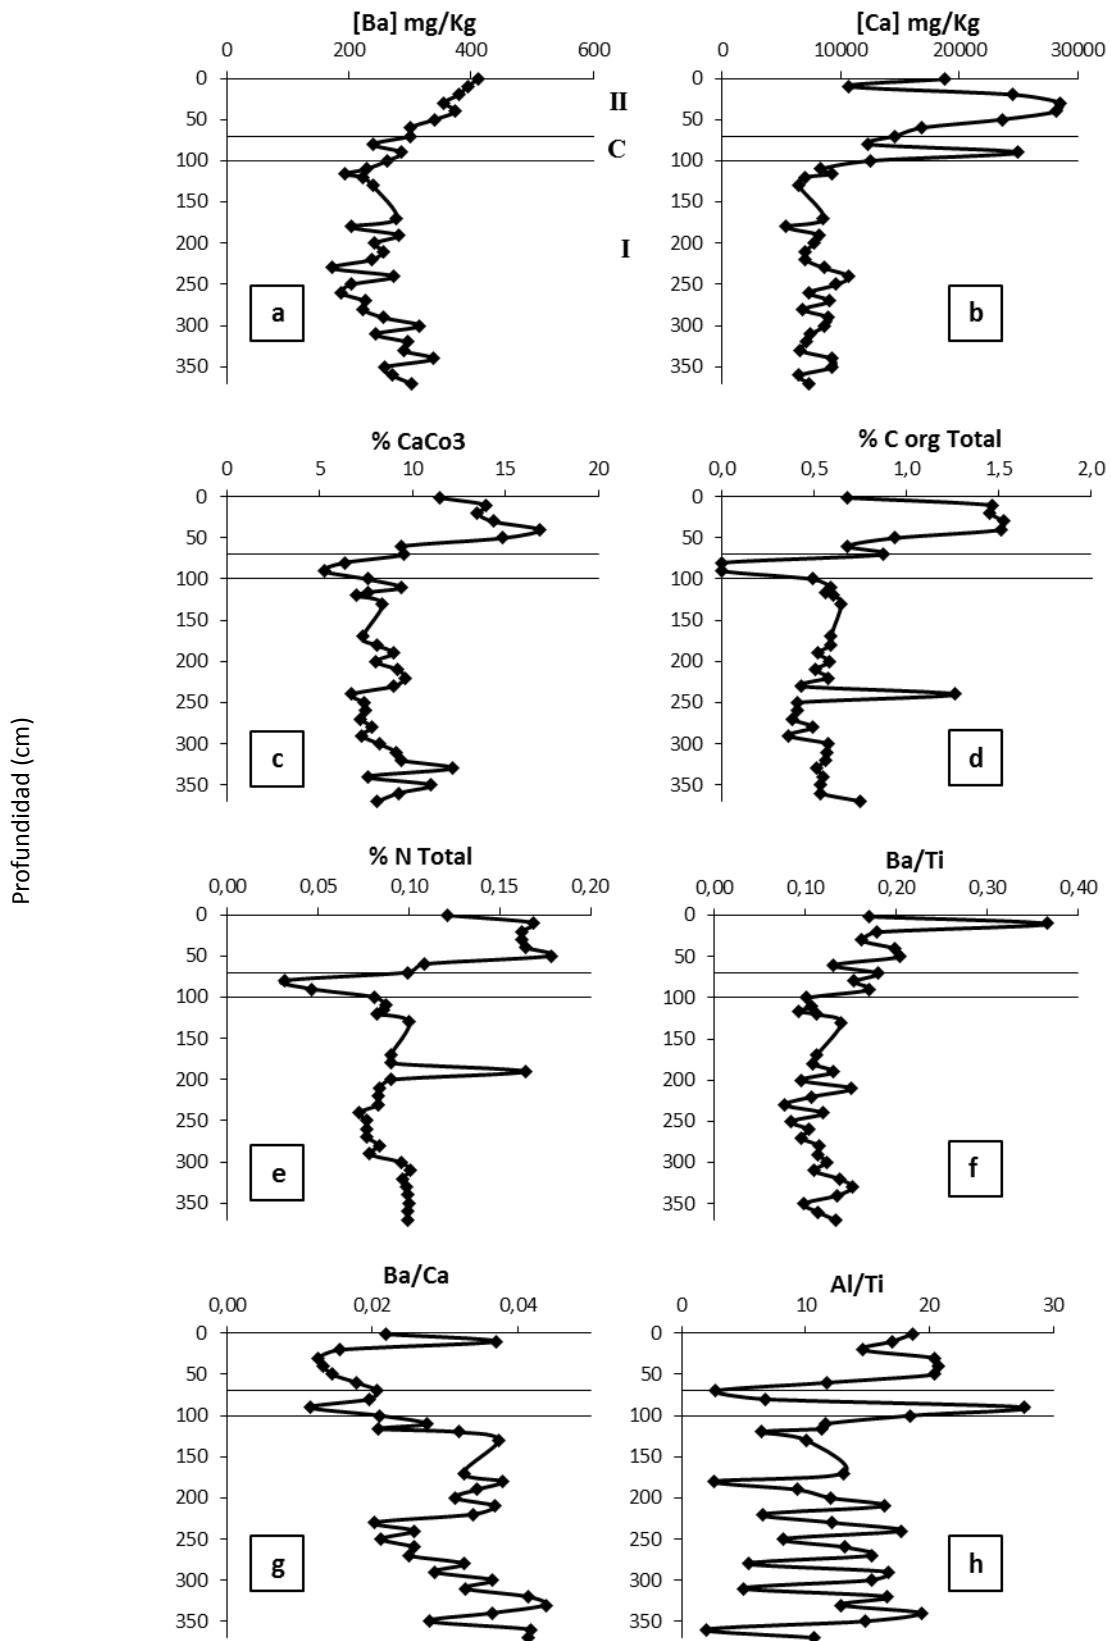 [Ba] mg/Kg
0 200 400 600
0
50
100
150
200
250
300
350
II
C
I
a
[Ca] mg/Kg
0 10000 20000 30000
0
50
100
150
200
250
300
350
b
% CaCo3
0 5 10 15 20
0
50
100
150
200
250
300
350
c
% C org Total
0,0 0,5 1,0 1,5 2,0
0
50
100
150
200
250
300
350
d
Profundidad (cm)
% N Total
0,00 0,05 0,10 0,15 0,20
0
50
100
150
200
250
300
350
e
Ba/Ti
0,00 0,10 0,20 0,30 0,40
0
50
100
150
200
250
300
350
f
Ba/Ca
0,00 0,02 0,04
0
50
100
150
200
250
300
350
g
Al/Ti
0 10 20 30
0
50
100
150
200
250
300
350
h